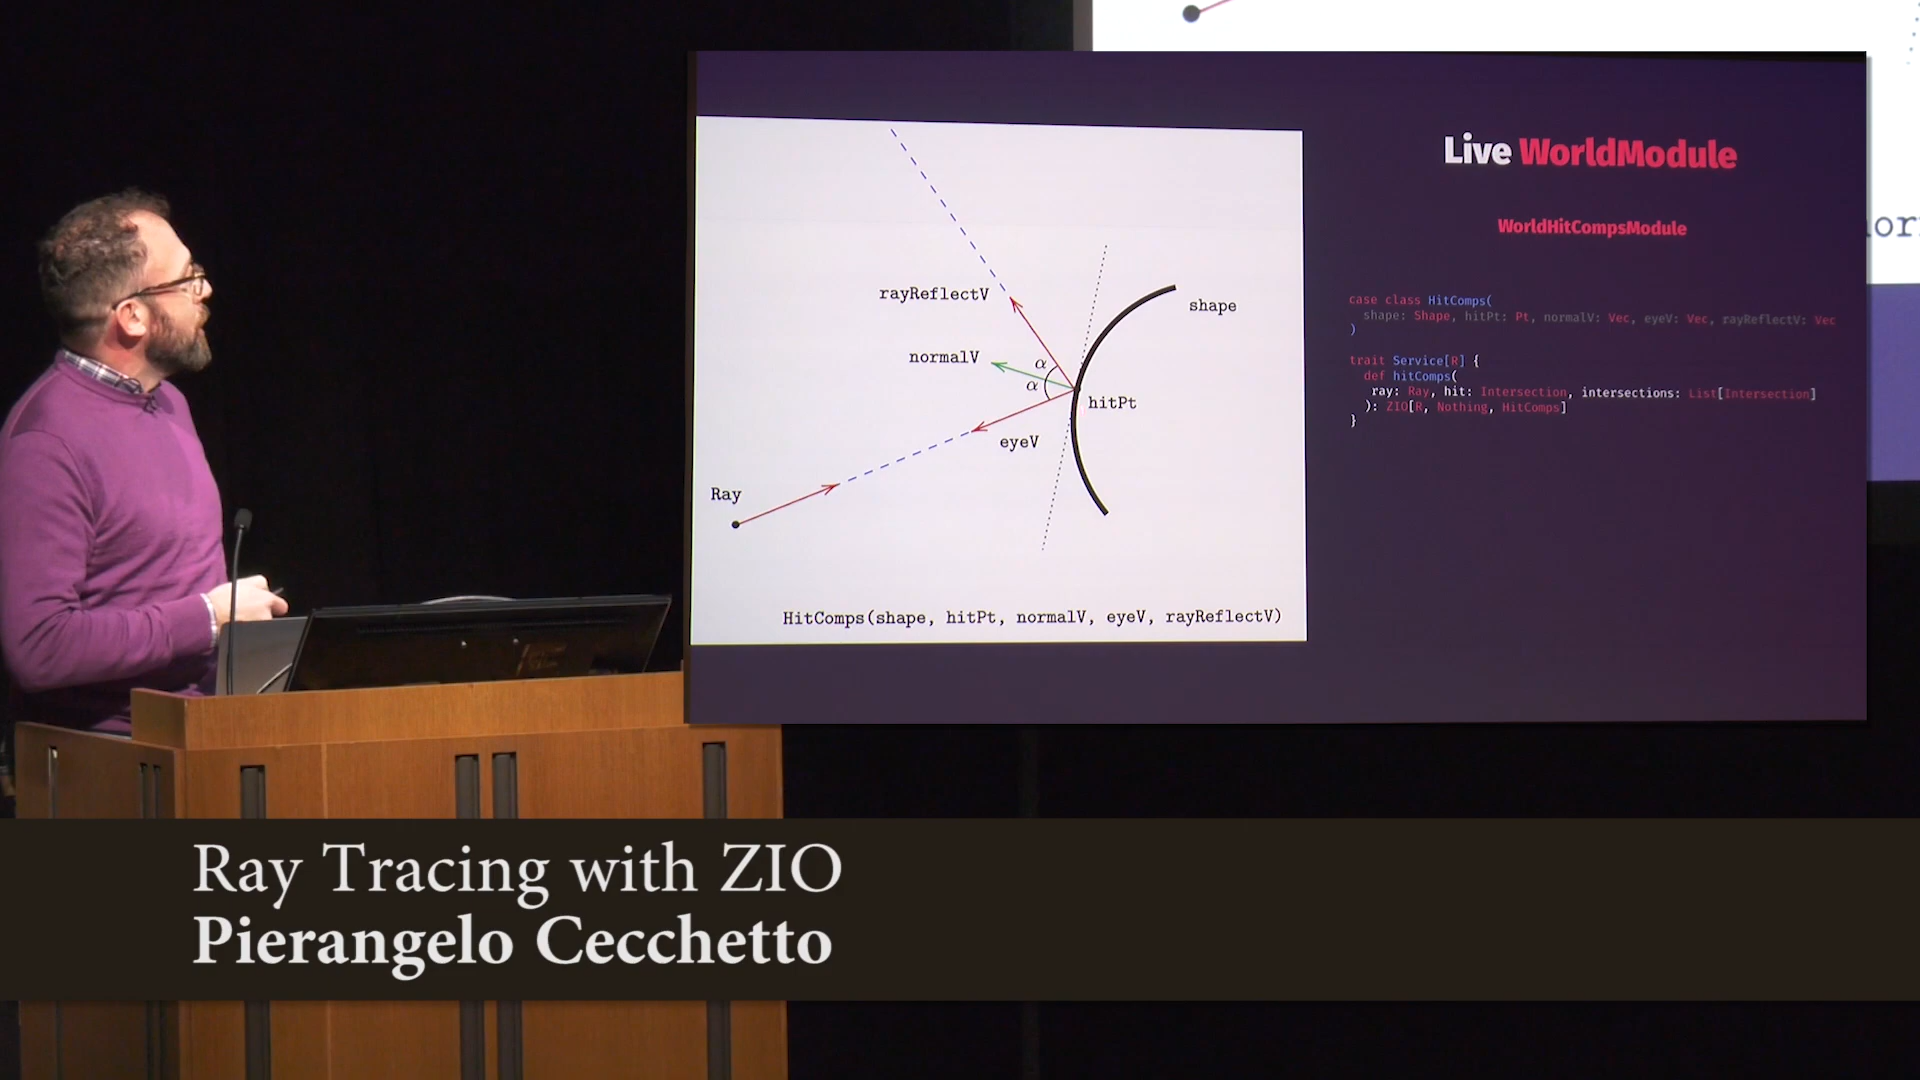 rayReflectV
shape
normalV
α
α
hitPt
eyeV
Ray
HitComps(shape, hitPt, normalV, eyeV, rayReflectV)
Live WorldModule
WorldHitCompsModule
case class HitComps(
shape: Shape, hitPt: Pt, normalV: Vec, eyeV: Vec, rayReflectV: Vec
)
trait Service[R] {
def hitComps(
ray: Ray, hit: Intersection, intersections: List[Intersection]
): ZIO[R, Nothing, HitComps]
}
Ray Tracing with ZIO
Pierangelo Cecchetto